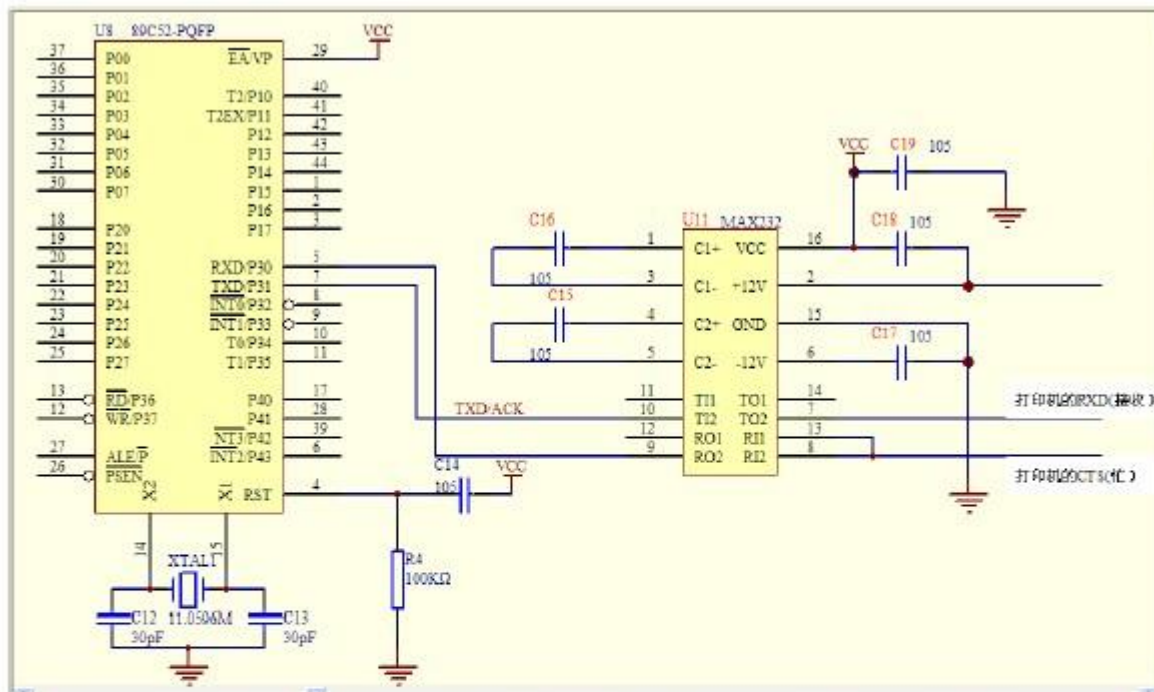 U8 89C52-PQFP
VCC
37 P00 EA/VP 29
36 P01
35 P02 T2/P10 40
34 P03 T2EX/P11 41
33 P04 P12 42
32 P05 P13 43
31 P06 P14 44
30 P07 P15 1
P16 2
18 P20 P17 3
19 P21
20 P22 RXD/P30 5
21 P23 TXD/P31 7
22 P24 INT0/P32 8
23 P25 INT1/P33 9
24 P26 T0/P34 10
25 P27 T1/P35 11
13 RD/P36 P40 17
12 WR/P37 P41 28
NT3/P42 39
27 ALE/P INT2/P43 6
26 PSEN
X2 X1 RST 4
14 15
XTAL1
11.0596M
C12
30pF
C13
30pF
C14
105
VCC
R4
100KΩ
TXD/ACK
C16
105
C15
105
U11 MAX232
1 C1+ VCC 16
3 C1- +12V 2
4 C2+ GND 15
5 C2- -12V 6
11 TI1 TO1 14
10 TI2 TO2 7
12 RO1 RI1 13
9 RO2 RI2 8
VCC
C19 105
C18 105
C17 105
打印机的RXD(接收)
打印机的CTS(忙)